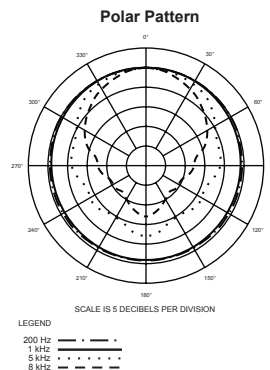 Polar Pattern
0°
330° 30°
300° 60°
270° 90°
240° 120°
210° 150°
180°
SCALE IS 5 DECIBELS PER DIVISION
LEGEND
200 Hz
1 kHz
5 kHz
8 kHz